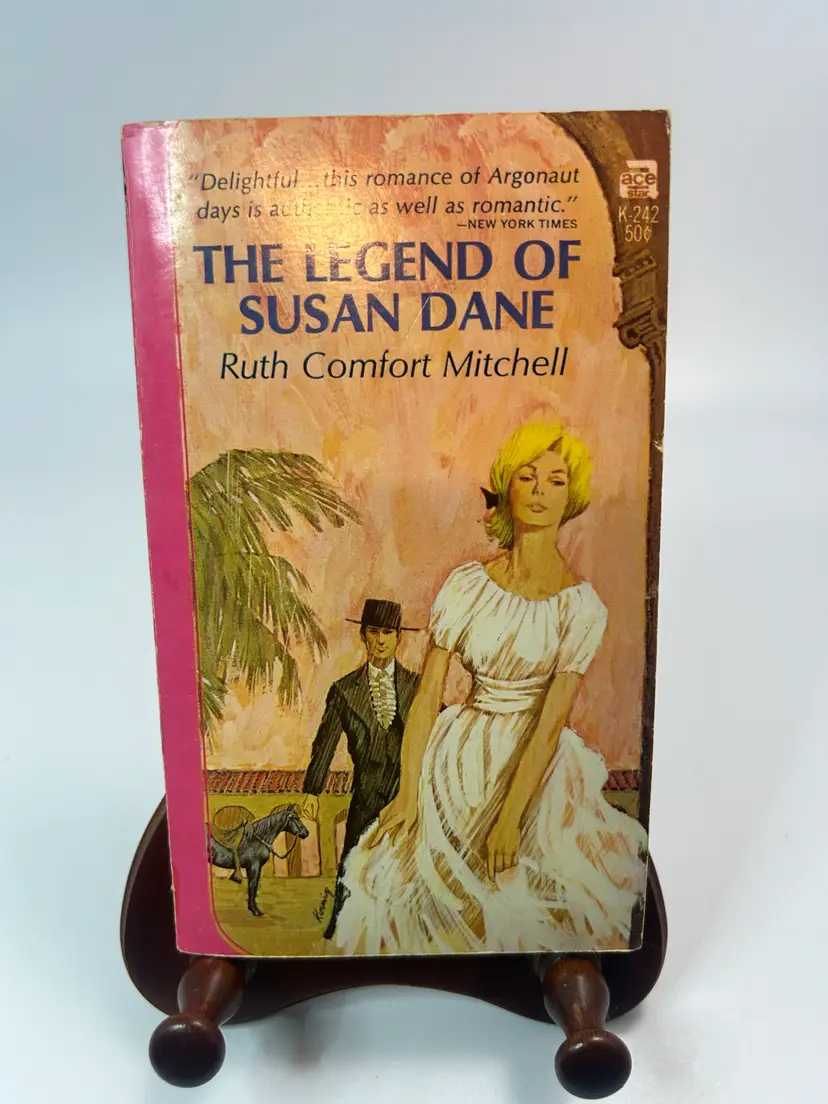 "Delightful...this romance of Argonaut
days is authentic as well as romantic."
—NEW YORK TIMES
THE LEGEND OF
SUSAN DANE
Ruth Comfort Mitchell
ace
star
K-242
50¢